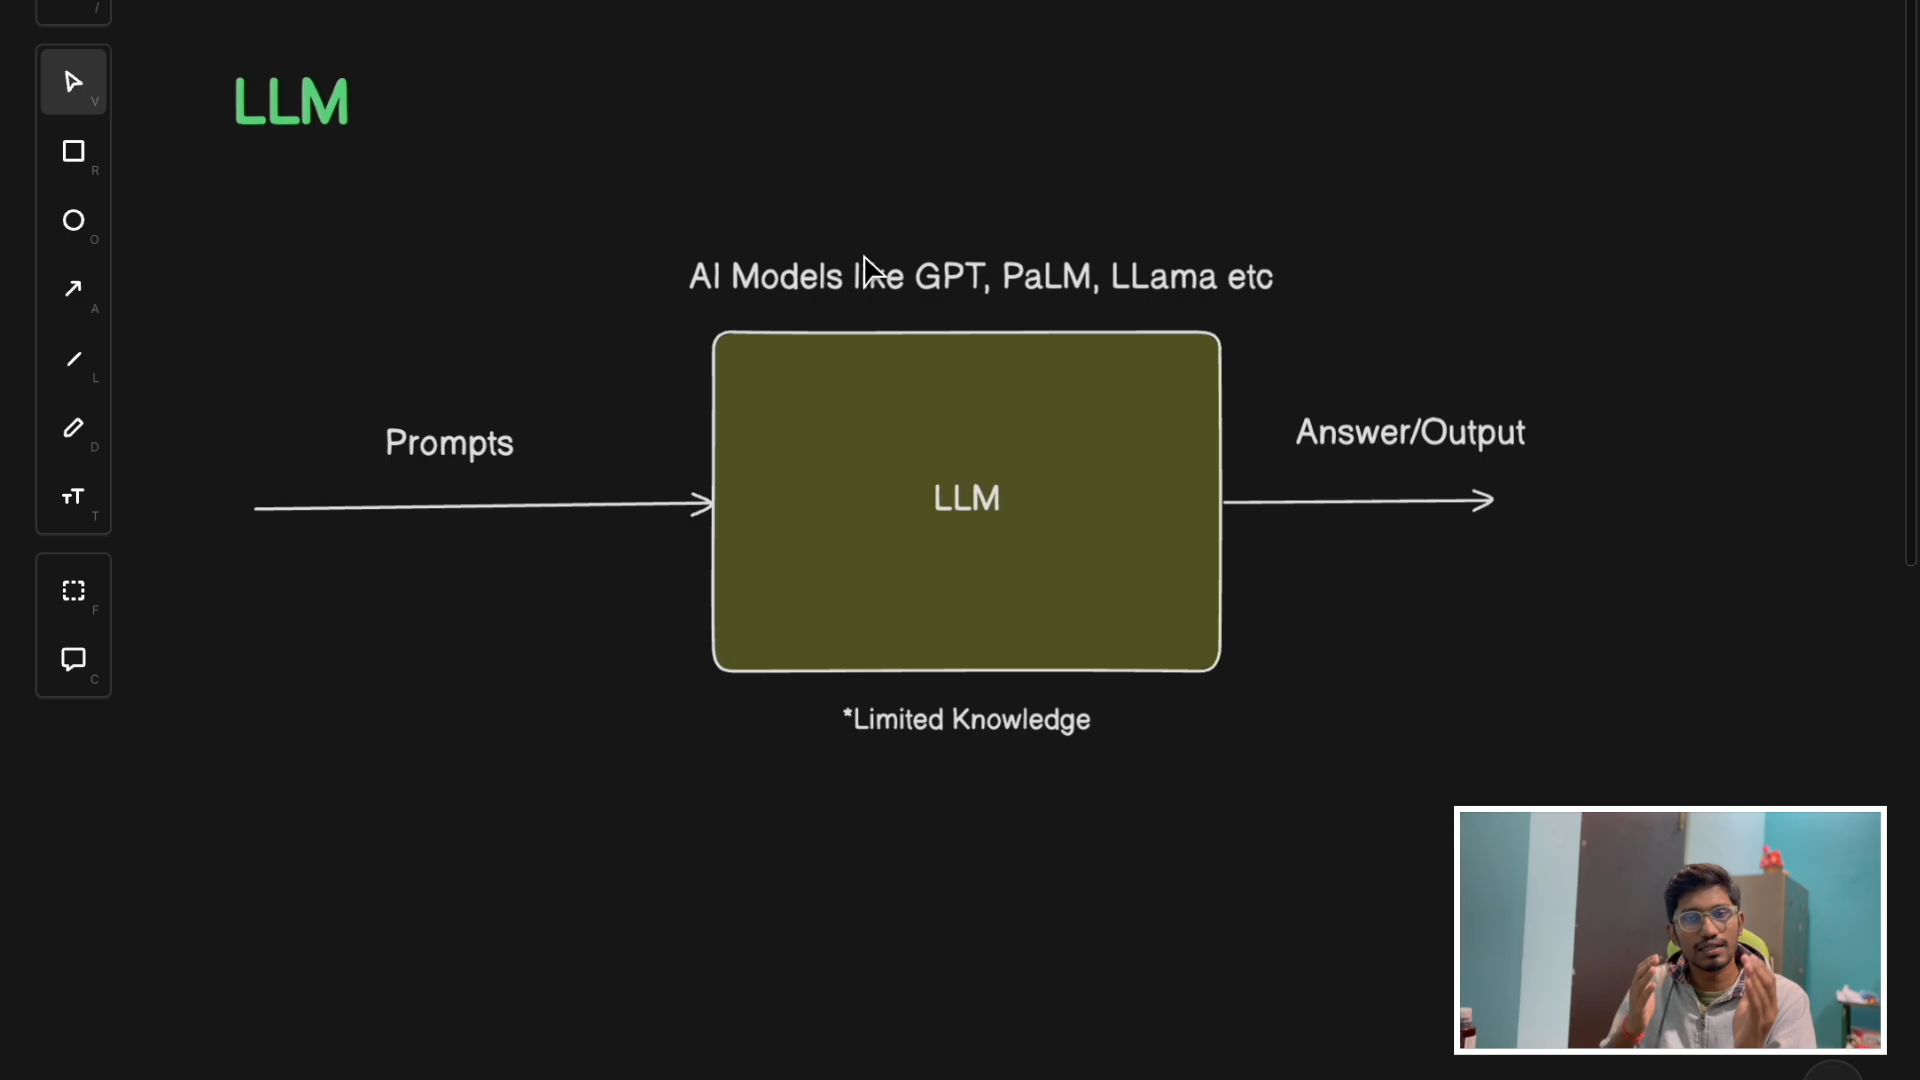 /
V
R
O
A
L
D
T
F
C
LLM
AI Models like GPT, PaLM, LLama etc
Prompts
LLM
Answer/Output
*Limited Knowledge